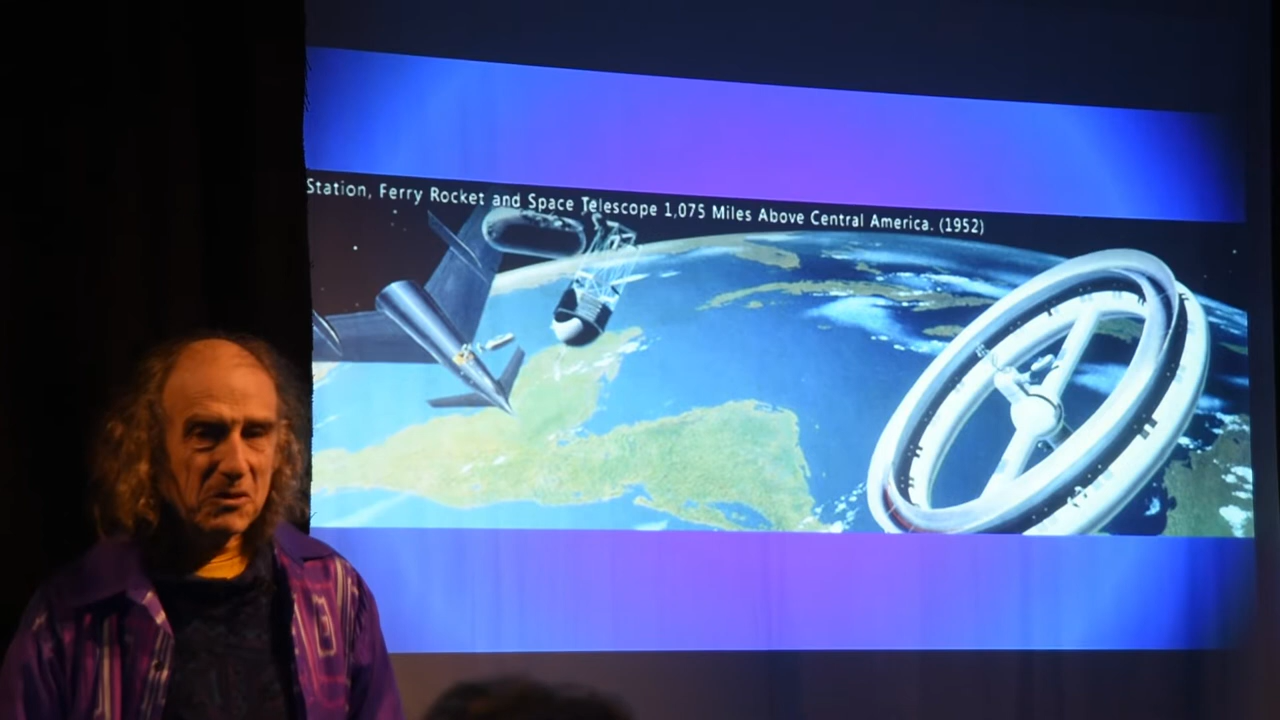 Station, Ferry Rocket and Space Telescope 1,075 Miles Above Central America. (1952)